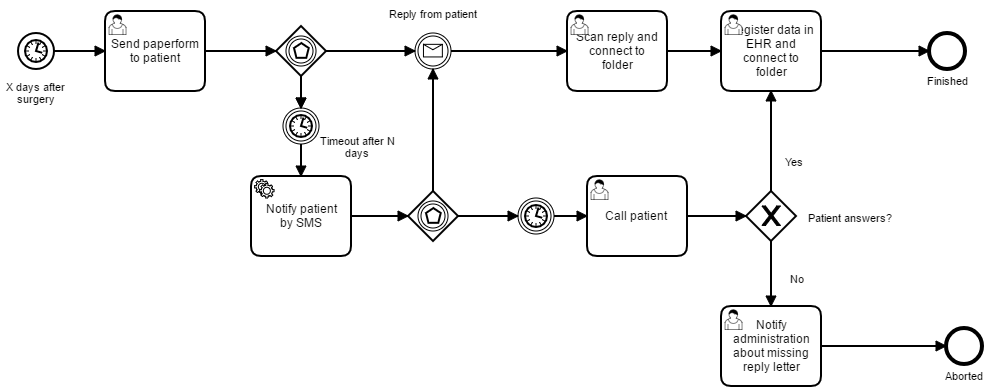 Reply from patient
Send paperform
to patient
Scan reply and
connect to
folder
Register data in
EHR and
connect to
folder
X days after
surgery
Finished
Timeout after N
days
Notify patient
by SMS
Call patient
Yes
Patient answers?
No
Notify
administration
about missing
reply letter
Aborted